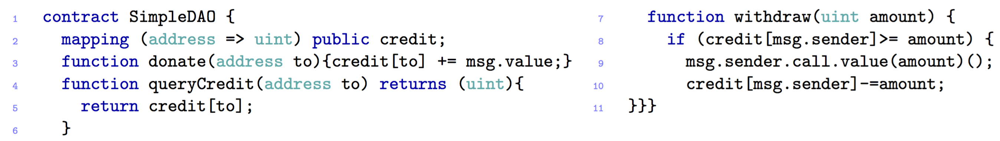 1 contract SimpleDAO {
2 mapping (address => uint) public credit;
3 function donate(address to){credit[to] += msg.value;}
4 function queryCredit(address to) returns (uint){
5 return credit[to];
6 }
7 function withdraw(uint amount) {
8 if (credit[msg.sender]>= amount) {
9 msg.sender.call.value(amount)();
10 credit[msg.sender]-=amount;
11 }}}